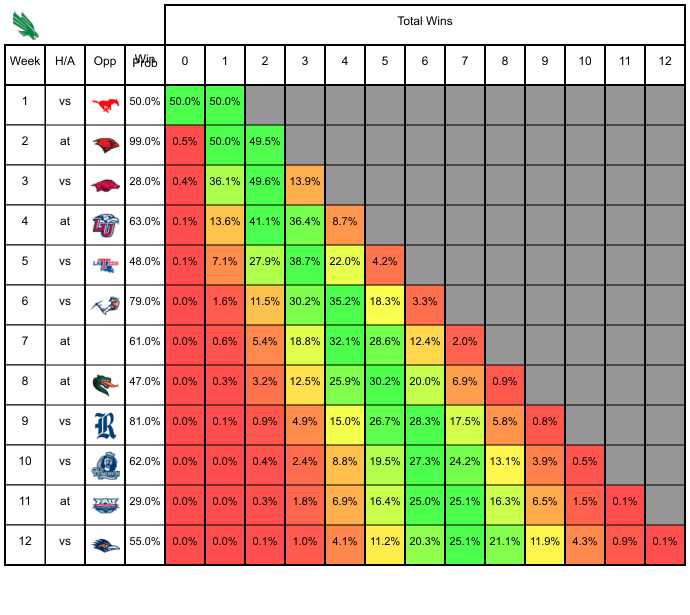 Total Wins
Week H/A Opp Win Prob 0 1 2 3 4 5 6 7 8 9 10 11 12
1 vs 50.0% 50.0% 50.0%
2 at 99.0% 0.5% 50.0% 49.5%
3 vs 28.0% 0.4% 36.1% 49.6% 13.9%
4 at LU 63.0% 0.1% 13.6% 41.1% 36.4% 8.7%
5 vs LA TECH 48.0% 0.1% 7.1% 27.9% 38.7% 22.0% 4.2%
6 vs 79.0% 0.0% 1.6% 11.5% 30.2% 35.2% 18.3% 3.3%
7 at 61.0% 0.0% 0.6% 5.4% 18.8% 32.1% 28.6% 12.4% 2.0%
8 at 47.0% 0.0% 0.3% 3.2% 12.5% 25.9% 30.2% 20.0% 6.9% 0.9%
9 vs R 81.0% 0.0% 0.1% 0.9% 4.9% 15.0% 26.7% 28.3% 17.5% 5.8% 0.8%
10 vs 62.0% 0.0% 0.0% 0.4% 2.4% 8.8% 19.5% 27.3% 24.2% 13.1% 3.9% 0.5%
11 at FAU 29.0% 0.0% 0.0% 0.3% 1.8% 6.9% 16.4% 25.0% 25.1% 16.3% 6.5% 1.5% 0.1%
12 vs 55.0% 0.0% 0.0% 0.1% 1.0% 4.1% 11.2% 20.3% 25.1% 21.1% 11.9% 4.3% 0.9% 0.1%